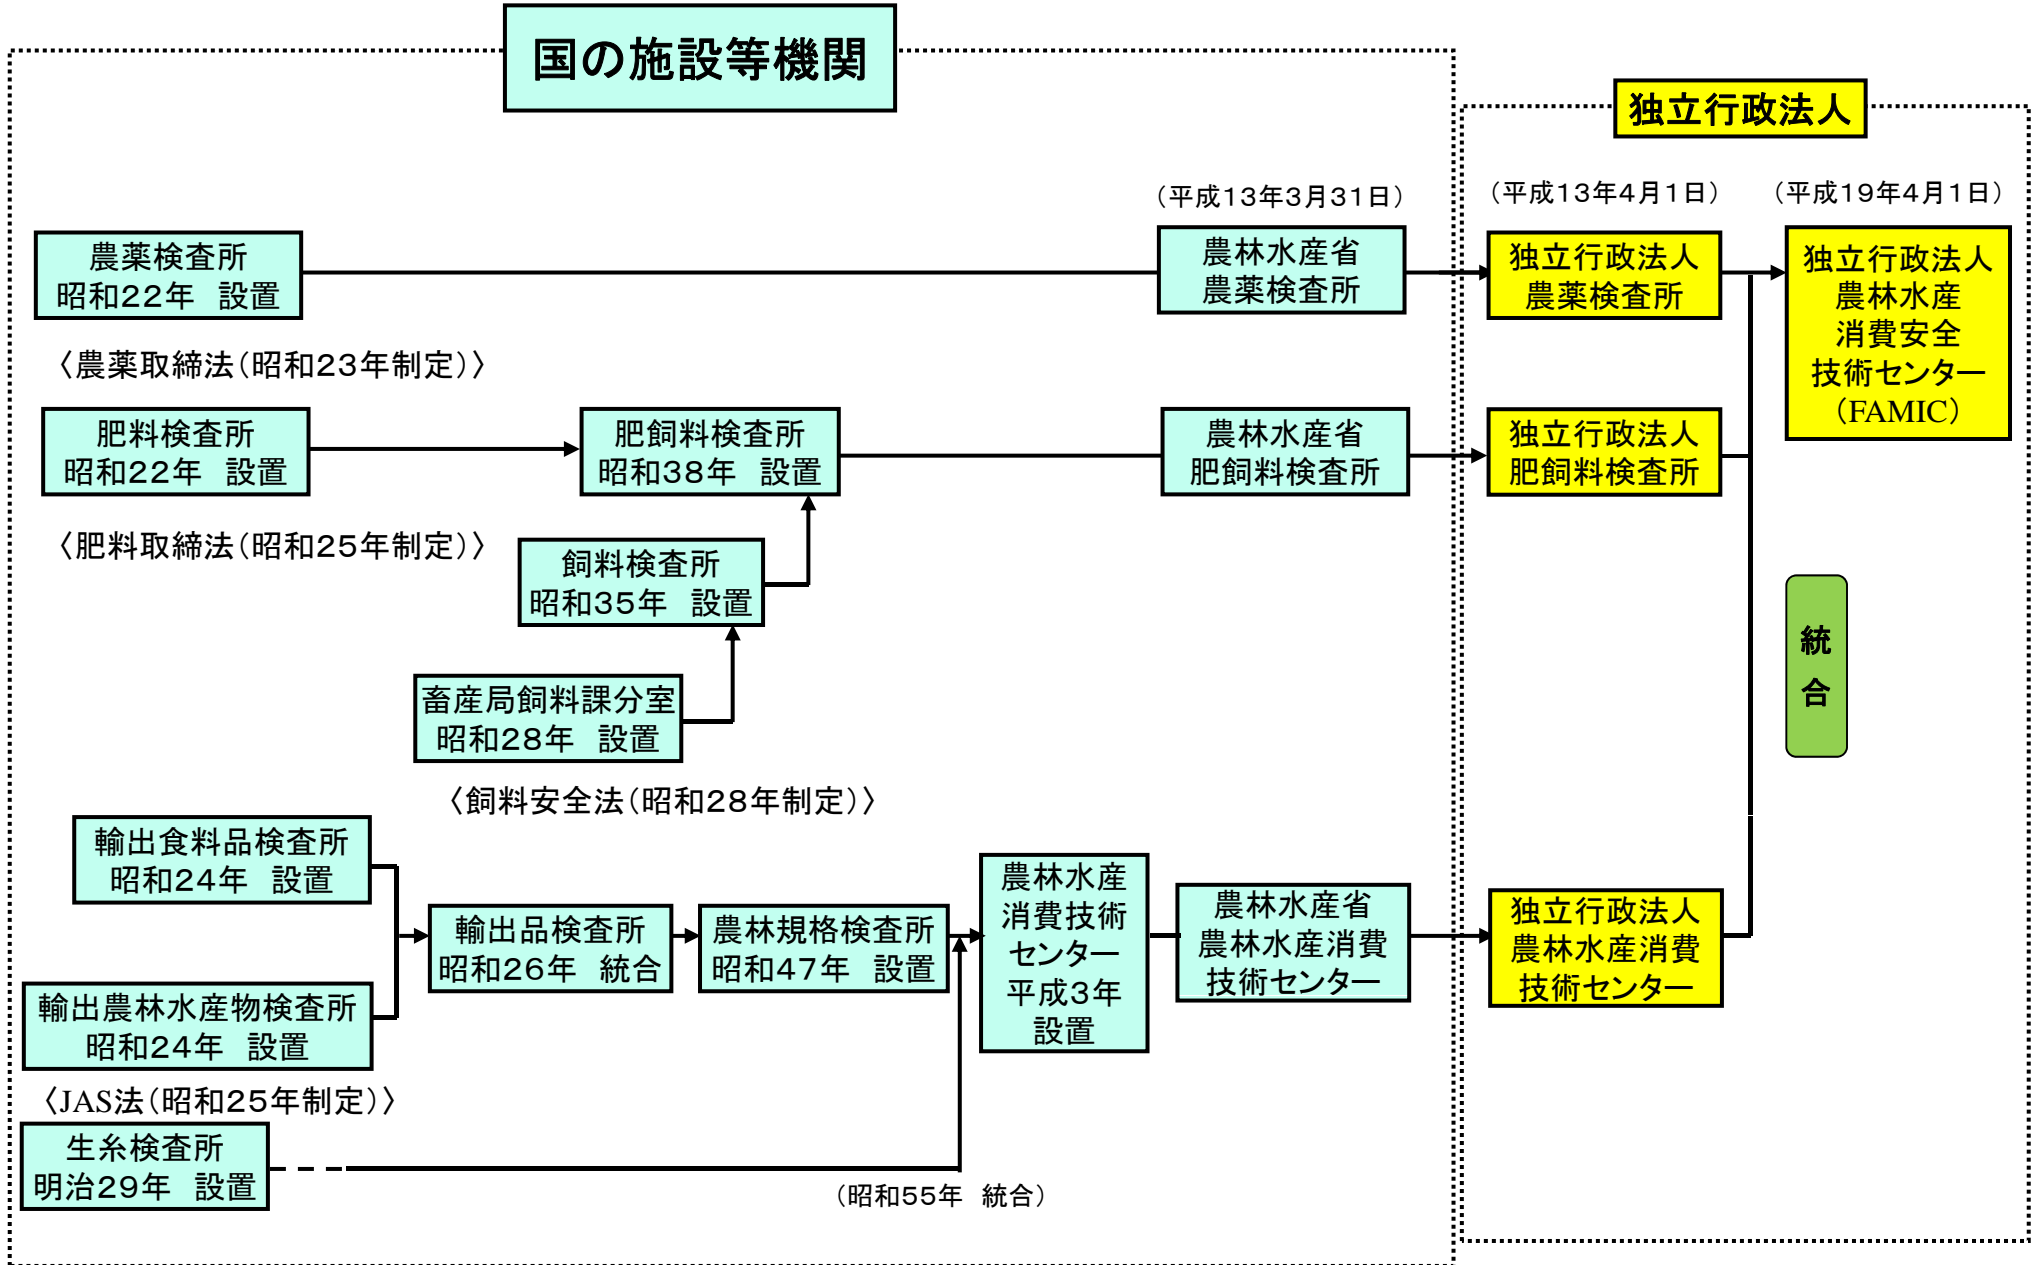 国の施設等機関
独立行政法人
（平成１３年３月３１日）
（平成１３年４月１日）
（平成１９年４月１日）
農薬検査所
昭和２２年　設置
農林水産省
農薬検査所
独立行政法人
農薬検査所
独立行政法人
農林水産
消費安全
技術センター
（FAMIC）
〈農薬取締法（昭和２３年制定）〉
肥料検査所
昭和２２年　設置
肥飼料検査所
昭和３８年　設置
農林水産省
肥飼料検査所
独立行政法人
肥飼料検査所
〈肥料取締法（昭和２５年制定）〉
飼料検査所
昭和３５年　設置
統
合
畜産局飼料課分室
昭和２８年　設置
〈飼料安全法（昭和２８年制定）〉
輸出食料品検査所
昭和２４年　設置
輸出品検査所
昭和２６年　統合
農林規格検査所
昭和４７年　設置
農林水産
消費技術
センター
平成３年
設置
農林水産省
農林水産消費
技術センター
独立行政法人
農林水産消費
技術センター
輸出農林水産物検査所
昭和２４年　設置
〈JAS法（昭和２５年制定）〉
生糸検査所
明治２９年　設置
（昭和５５年　統合）